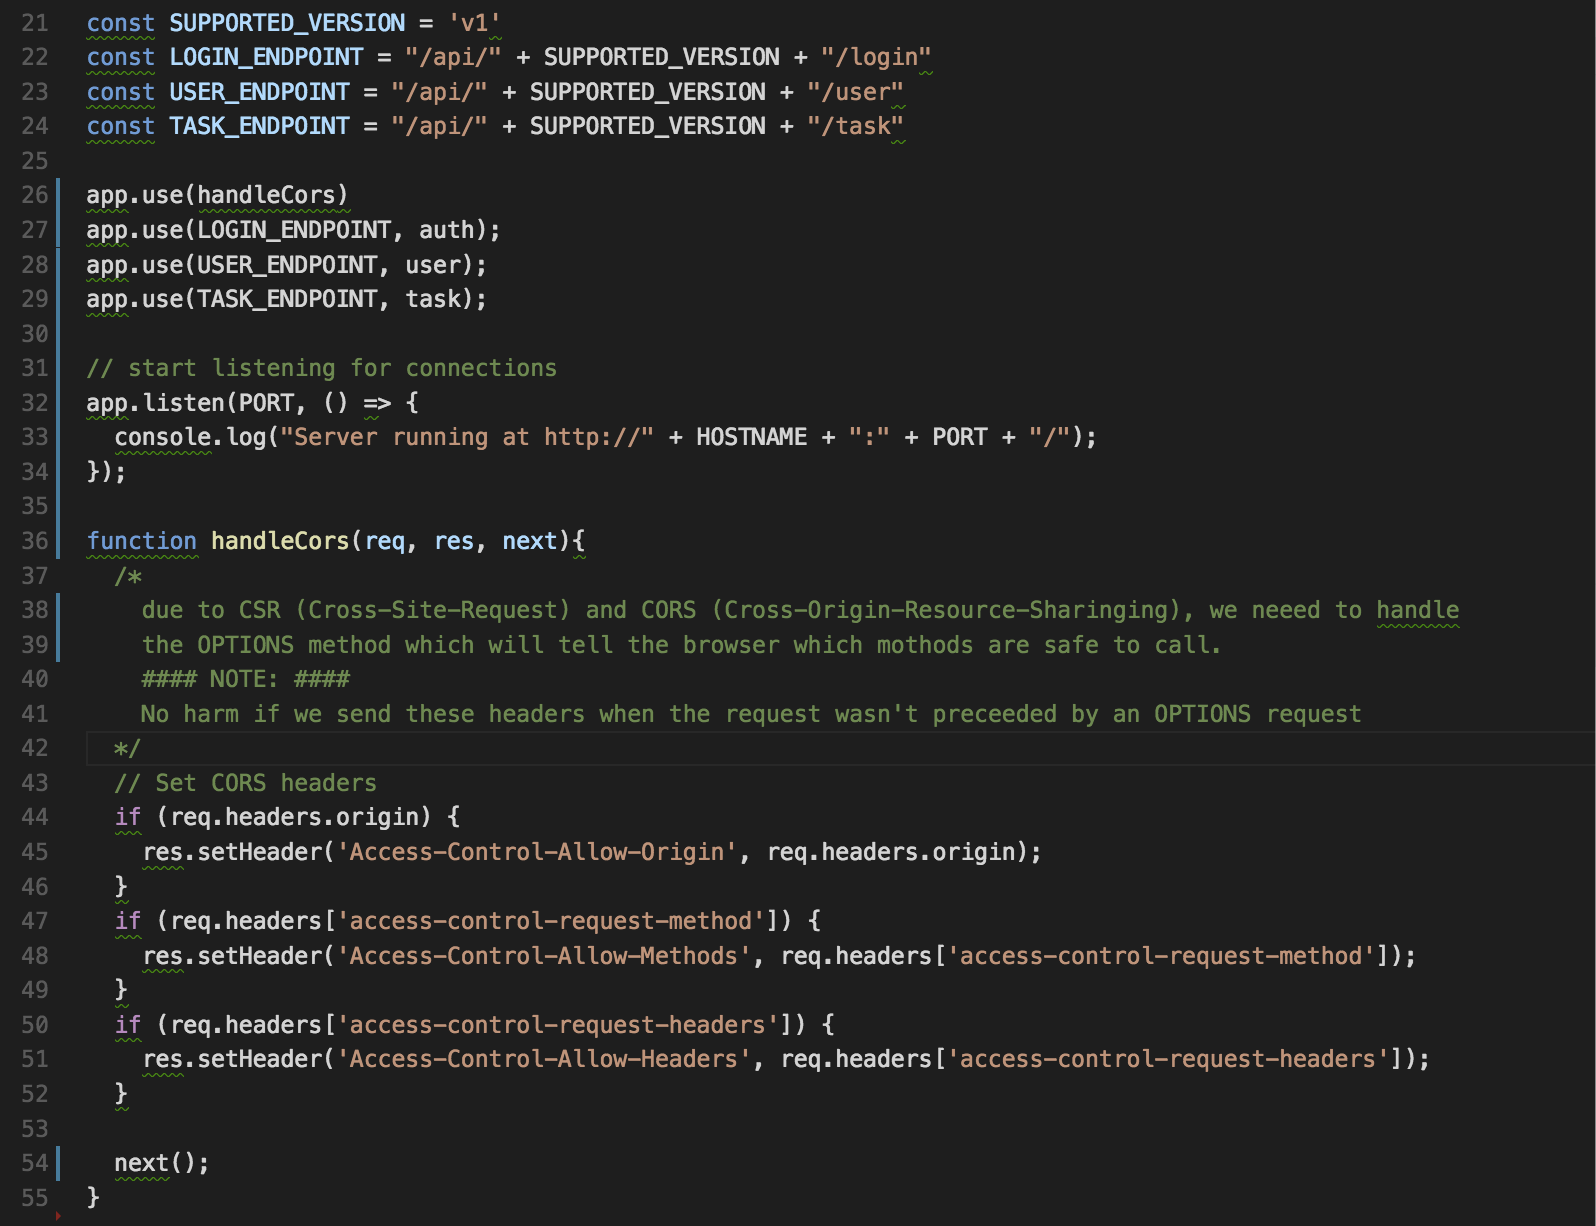 21 const SUPPORTED_VERSION = 'v1'
22 const LOGIN_ENDPOINT = "/api/" + SUPPORTED_VERSION + "/login"
23 const USER_ENDPOINT = "/api/" + SUPPORTED_VERSION + "/user"
24 const TASK_ENDPOINT = "/api/" + SUPPORTED_VERSION + "/task"
25
26 app.use(handleCors)
27 app.use(LOGIN_ENDPOINT, auth);
28 app.use(USER_ENDPOINT, user);
29 app.use(TASK_ENDPOINT, task);
30
31 // start listening for connections
32 app.listen(PORT, () => {
33   console.log("Server running at http://" + HOSTNAME + ":" + PORT + "/");
34 });
35
36 function handleCors(req, res, next){
37   /*
38     due to CSR (Cross-Site-Request) and CORS (Cross-Origin-Resource-Sharinging), we neeed to handle
39     the OPTIONS method which will tell the browser which mothods are safe to call.
40     #### NOTE: ####
41     No harm if we send these headers when the request wasn't preceeded by an OPTIONS request
42   */
43   // Set CORS headers
44   if (req.headers.origin) {
45     res.setHeader('Access-Control-Allow-Origin', req.headers.origin);
46   }
47   if (req.headers['access-control-request-method']) {
48     res.setHeader('Access-Control-Allow-Methods', req.headers['access-control-request-method']);
49   }
50   if (req.headers['access-control-request-headers']) {
51     res.setHeader('Access-Control-Allow-Headers', req.headers['access-control-request-headers']);
52   }
53
54   next();
55 }